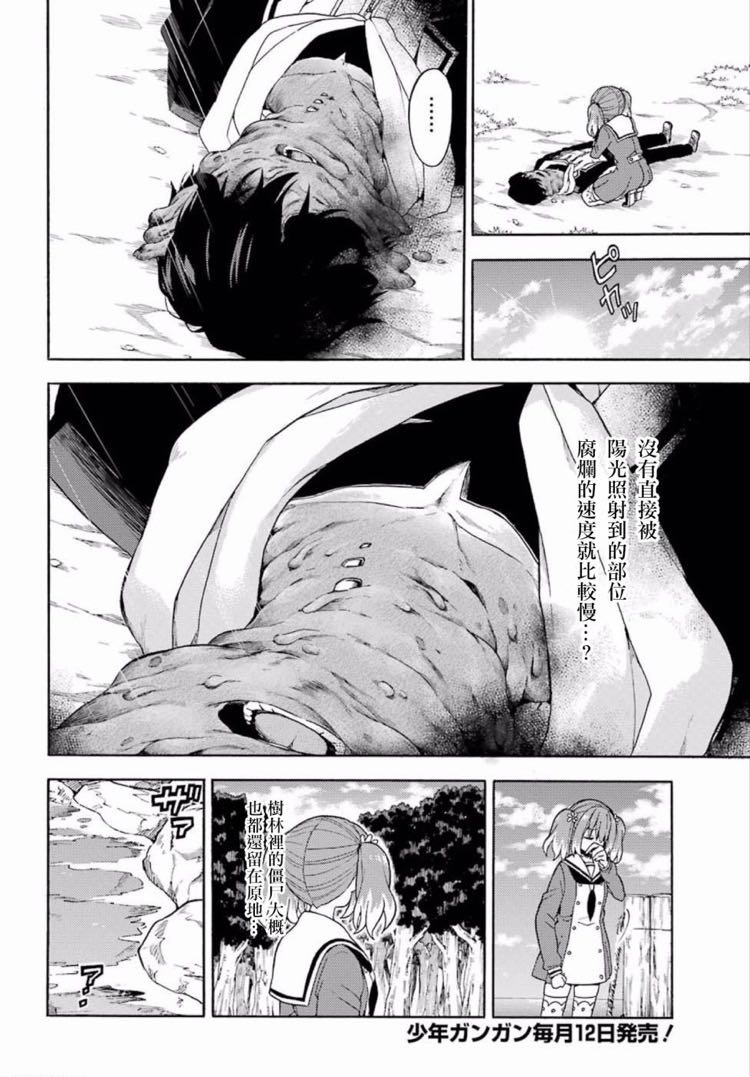 ……
ピカッ
沒有直接被
陽光照射到的部位
腐爛的速度就比較慢…？
樹林裡的僵尸大概
也都還留在原地…
ザァ
？
少年ガンガン毎月12日発売！